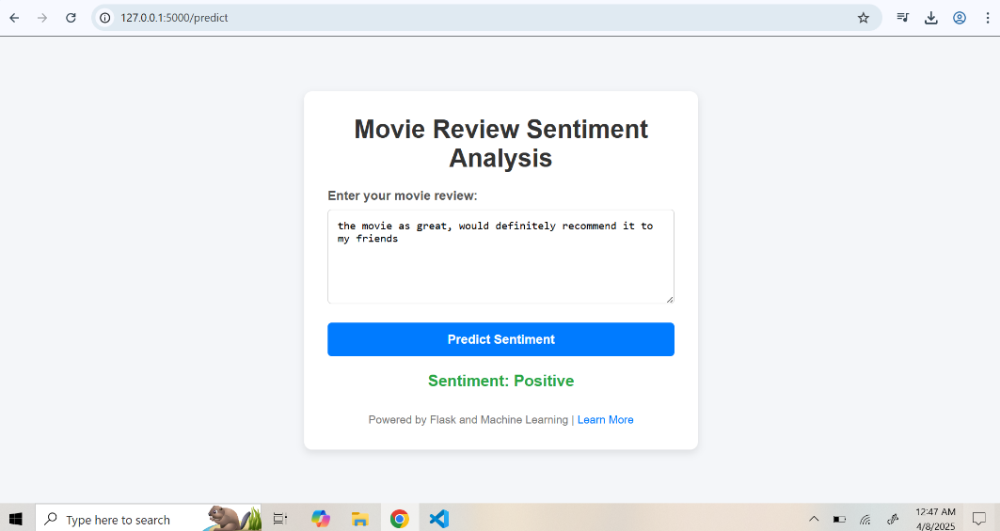 127.0.0.1:5000/predict
Movie Review Sentiment
Analysis
Enter your movie review:
the movie as great, would definitely recommend it to
my friends
Predict Sentiment
Sentiment: Positive
Powered by Flask and Machine Learning | Learn More
Type here to search
12:47 AM
4/8/2025